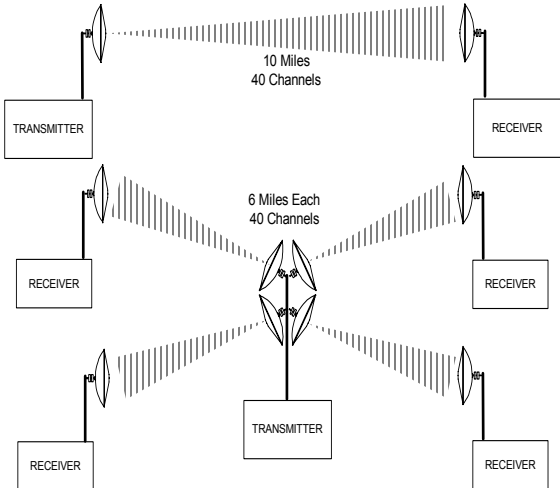 10 Miles
40 Channels
TRANSMITTER
RECEIVER
6 Miles Each
40 Channels
RECEIVER
RECEIVER
TRANSMITTER
RECEIVER
RECEIVER